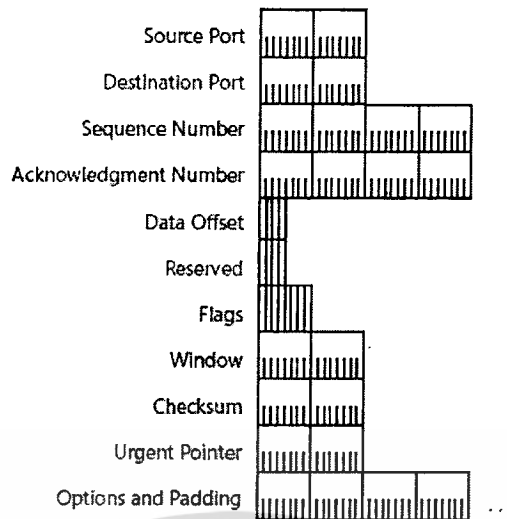 Source Port
Destination Port
Sequence Number
Acknowledgment Number
Data Offset
Reserved
Flags
Window
Checksum
Urgent Pointer
Options and Padding
..